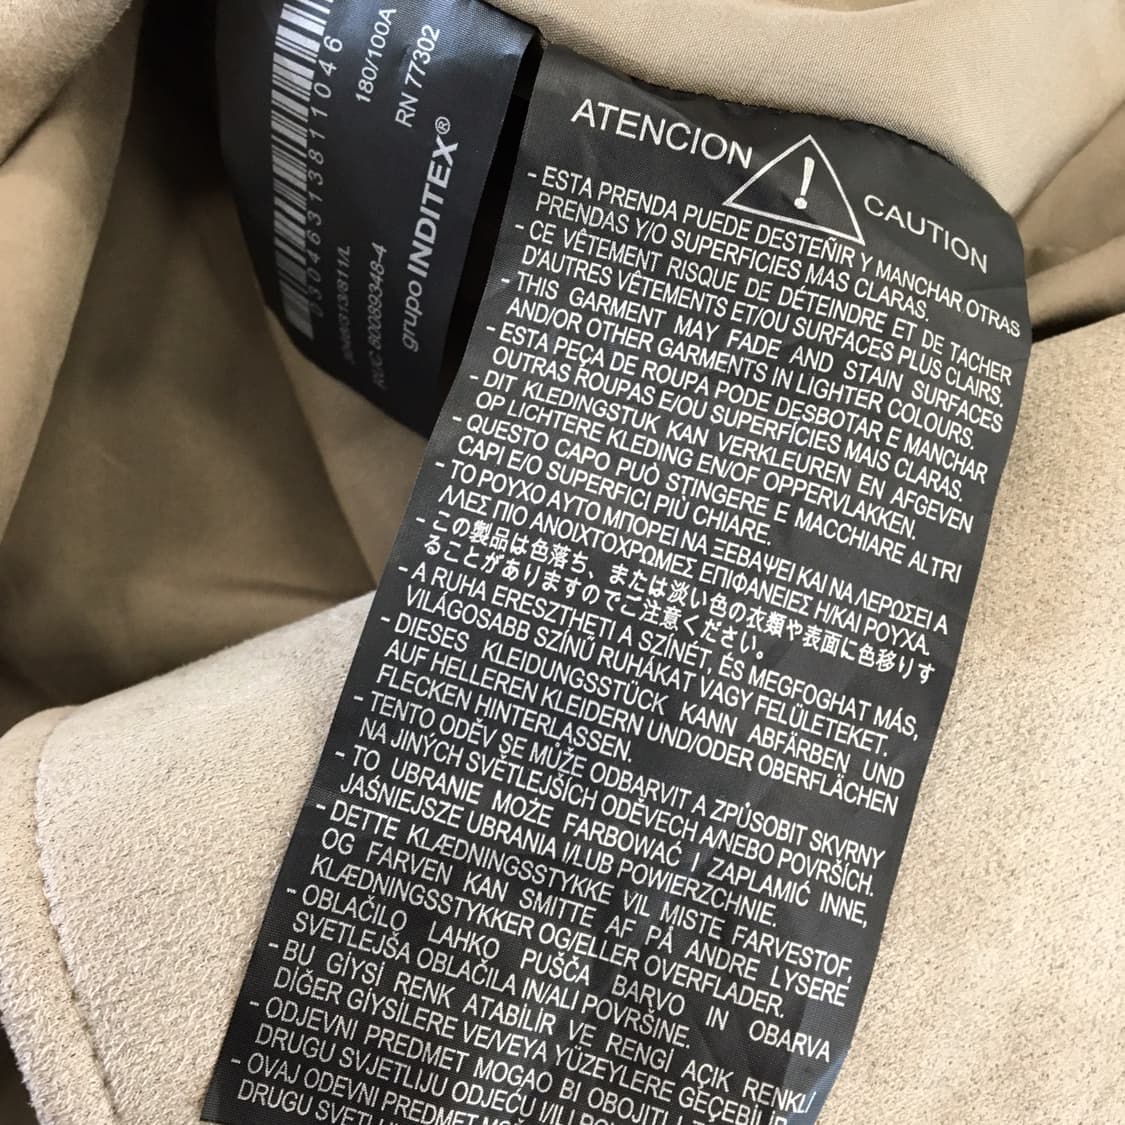 180/100A
RN 77302
03046313811046
3046/313/811/L
RUC 80089348-4
grupo INDITEX®
ATENCION
!
CAUTION
- ESTA PRENDA PUEDE DESTEÑIR Y MANCHAR OTRAS
PRENDAS Y/O SUPERFICIES MAS CLARAS.
- CE VÊTEMENT RISQUE DE DÉTEINDRE ET DE TACHER
D'AUTRES VÊTEMENTS ET/OU SURFACES PLUS CLAIRS.
- THIS GARMENT MAY FADE AND STAIN SURFACES
AND/OR OTHER GARMENTS IN LIGHTER COLOURS.
- ESTA PEÇA DE ROUPA PODE DESBOTAR E MANCHAR
OUTRAS ROUPAS E/OU SUPERFÍCIES MAIS CLARAS.
- DIT KLEDINGSTUK KAN VERKLEUREN EN AFGEVEN
OP LICHTERE KLEDING EN/OF OPPERVLAKKEN.
- QUESTO CAPO PUÒ STINGERE E MACCHIARE ALTRI
CAPI E/O SUPERFICI PIÙ CHIARE.
- ΤΟ ΡΟΥΧΟ ΑΥΤΟ ΜΠΟΡΕΙ ΝΑ ΞΕΒΑΨΕΙ ΚΑΙ ΝΑ ΛΕΡΩΣΕΙ Α
ΛΛΕΣ ΠΙΟ ΑΝΟΙΧΤΟΧΡΩΜΕΣ ΕΠΙΦΑΝΕΙΕΣ Η/ΚΑΙ ΡΟΥΧΑ.
- この製品は色落ち、または淡い色の衣類や表面に色移りす
ることがありますのでご注意ください。
- A RUHA ERESZTHETI A SZÍNÉT, ÉS MEGFOGHAT MÁS,
VILÁGOSABB SZÍNŰ RUHÁKAT VAGY FELÜLETEKET.
- DIESES KLEIDUNGSSTÜCK KANN ABFÄRBEN UND
AUF HELLEREN KLEIDERN UND/ODER OBERFLÄCHEN
FLECKEN HINTERLASSEN.
- TENTO ODĚV SE MŮŽE ODBARVIT A ZPŮSOBIT SKVRNY
NA JINÝCH SVĚTLEJŠÍCH ODĚVECH A/NEBO POVRŠÍCH.
- TO UBRANIE MOŻE FARBOWAĆ I ZAPLAMIĆ INNE,
JAŚNIEJSZE UBRANIA I/LUB POWIERZCHNIE.
- DETTE KLÆDNINGSSTYKKE VIL MISTE FARVESTOF,
OG FARVEN KAN SMITTE AF PÅ ANDRE LYSERE
KLÆDNINGSSTYKKER OG/ELLER OVERFLADER.
- OBLAČILO LAHKO PUŠČA BARVO IN OBARVA
SVETLEJŠA OBLAČILA IN/ALI POVRŠINE.
- BU GİYSİ RENK ATABİLİR VE RENGİ AÇIK RENKLİ
DİĞER GİYSİLERE VE/VEYA YÜZEYLERE GEÇEBİLİR.
- ODJEVNI PREDMET MOGAO BI OBOJITI
DRUGU SVJETLIJU ODJEĆU I/ILI
- OVAJ ODEVNI PREDMET
DRUGU